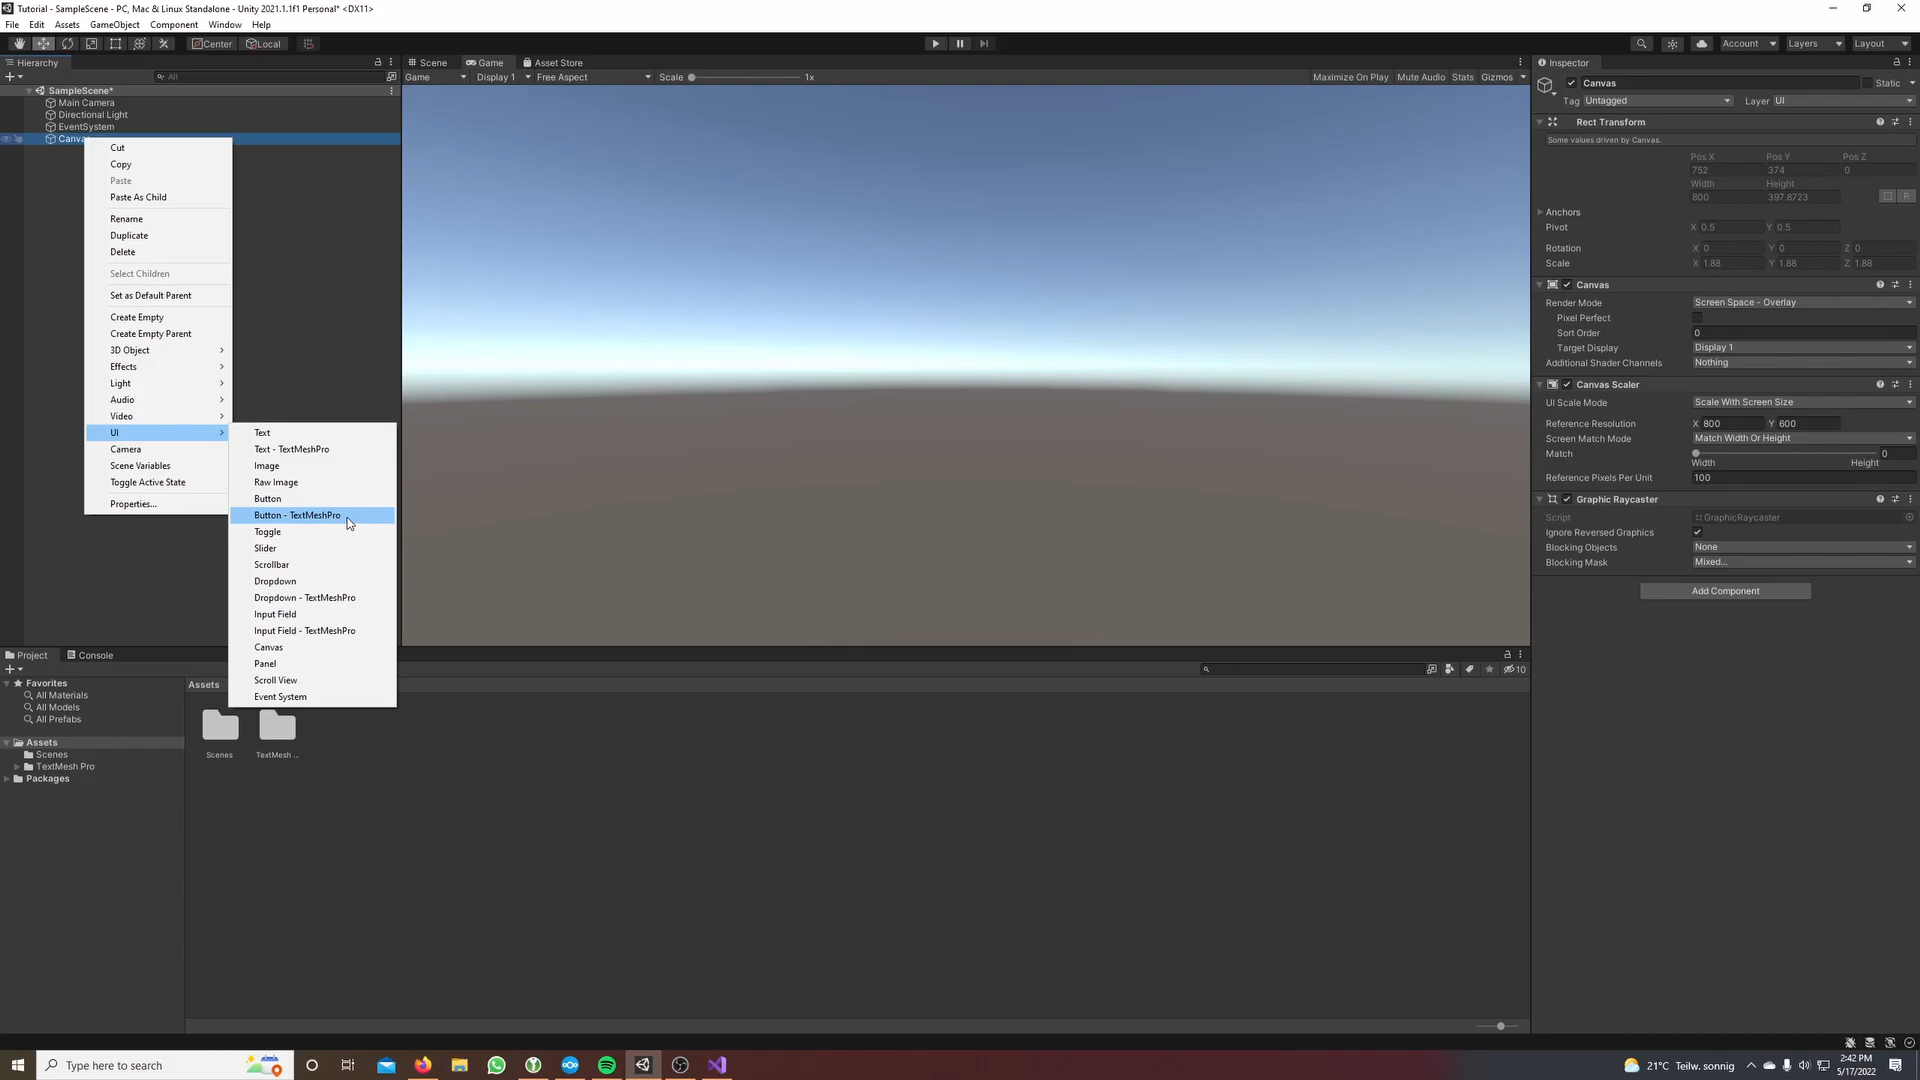 Tutorial - SampleScene - PC, Mac & Linux Standalone - Unity 2021.1.1f1 Personal* <DX11>
File Edit Assets GameObject Component Window Help
Center Local
Account Layers Layout
Hierarchy
All
SampleScene*
Main Camera
Directional Light
EventSystem
Canva
Cut
Copy
Paste
Paste As Child
Rename
Duplicate
Delete
Select Children
Set as Default Parent
Create Empty
Create Empty Parent
3D Object
Effects
Light
Audio
Video
UI
Camera
Scene Variables
Toggle Active State
Properties...
Text
Text - TextMeshPro
Image
Raw Image
Button
Button - TextMeshPro
Toggle
Slider
Scrollbar
Dropdown
Dropdown - TextMeshPro
Input Field
Input Field - TextMeshPro
Canvas
Panel
Scroll View
Event System
Scene Game Asset Store
Game Display 1 Free Aspect Scale 1x Maximize On Play Mute Audio Stats Gizmos
Inspector
Canvas Static
Tag Untagged Layer UI
Rect Transform
Some values driven by Canvas.
Pos X Pos Y Pos Z
752 374 0
Width Height
800 397.8723 R
Anchors
Pivot X 0.5 Y 0.5
Rotation X 0 Y 0 Z 0
Scale X 1.88 Y 1.88 Z 1.88
Canvas
Render Mode Screen Space - Overlay
Pixel Perfect
Sort Order 0
Target Display Display 1
Additional Shader Channels Nothing
Canvas Scaler
UI Scale Mode Scale With Screen Size
Reference Resolution X 800 Y 600
Screen Match Mode Match Width Or Height
Match 0
Width Height
Reference Pixels Per Unit 100
Graphic Raycaster
Script GraphicRaycaster
Ignore Reversed Graphics
Blocking Objects None
Blocking Mask Mixed...
Add Component
Project Console
10
Favorites
All Materials
All Models
All Prefabs
Assets
Scenes
TextMesh Pro
Packages
Assets
Scenes TextMesh ...
Type here to search
21°C Teilw. sonnig
2:42 PM
5/17/2022